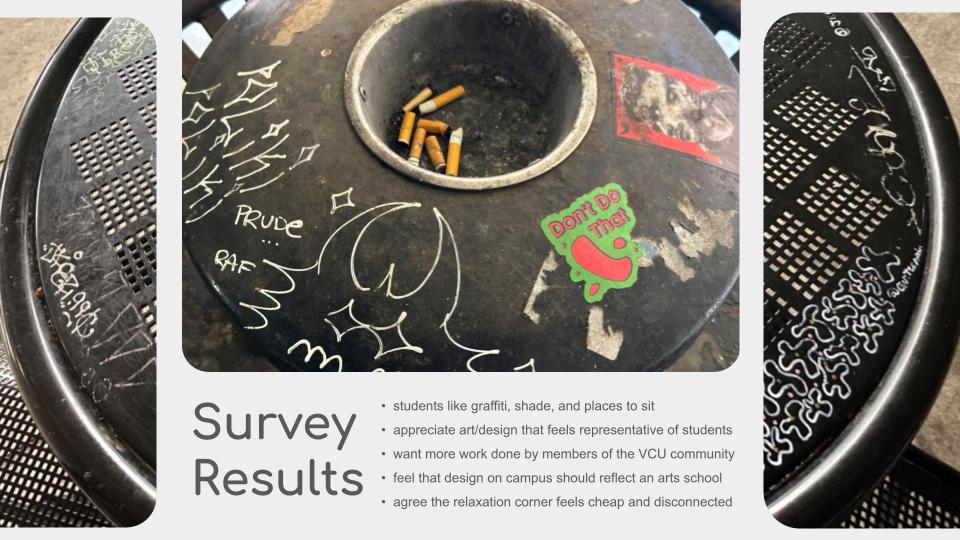 PRUDE
...
RAF
Don't Do
That
Survey
Results
• students like graffiti, shade, and places to sit
• appreciate art/design that feels representative of students
• want more work done by members of the VCU community
• feel that design on campus should reflect an arts school
• agree the relaxation corner feels cheap and disconnected